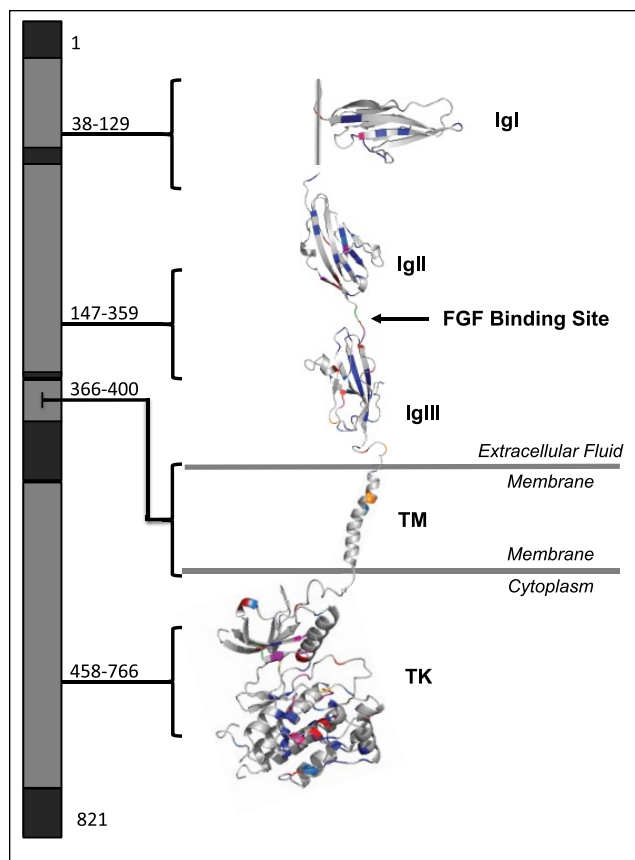 1
38-129
IgI
IgII
147-359
FGF Binding Site
366-400
IgIII
Extracellular Fluid
Membrane
TM
Membrane
Cytoplasm
458-766
TK
821